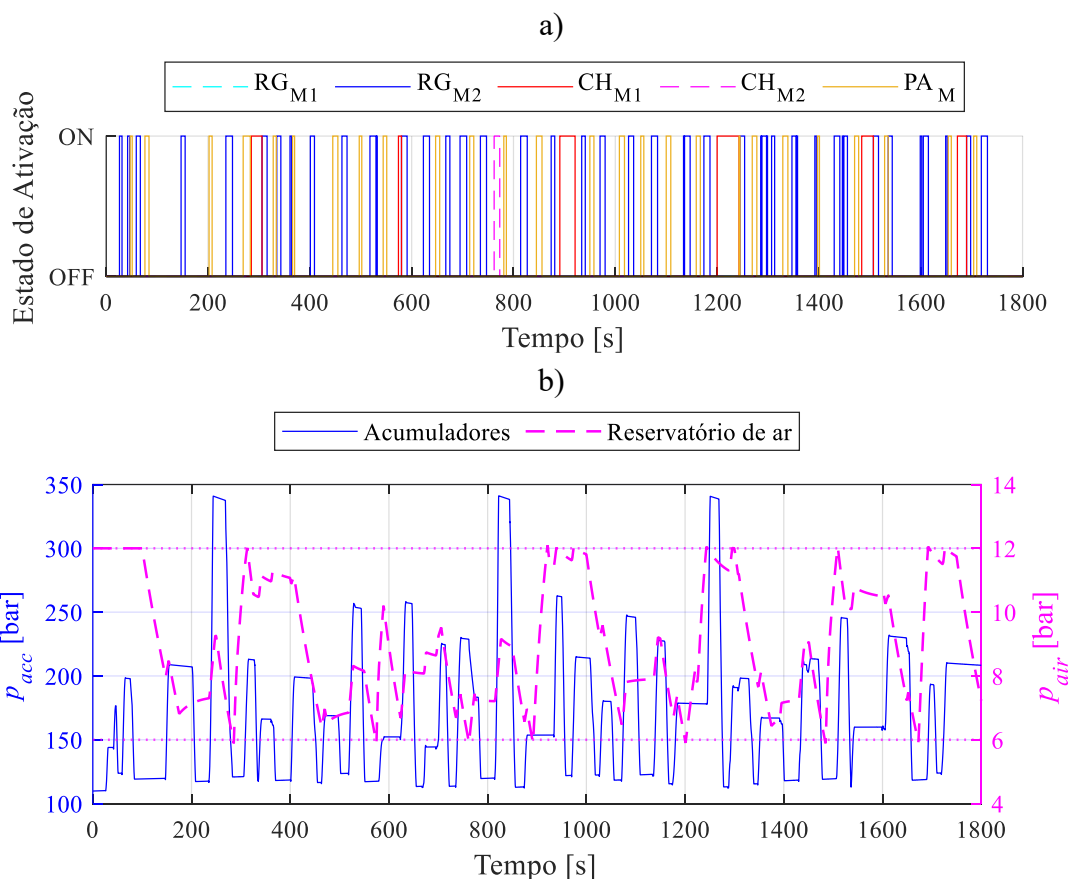 a)
RG M1 RG M2 CH M1 CH M2 PA M
Estado de Ativação
ON
OFF
0 200 400 600 800 1000 1200 1400 1600 1800
Tempo [s]
b)
Acumuladores Reservatório de ar
p acc [bar]
350
300
250
200
150
100
14
12
10
8
6
4
p air [bar]
0 200 400 600 800 1000 1200 1400 1600 1800
Tempo [s]